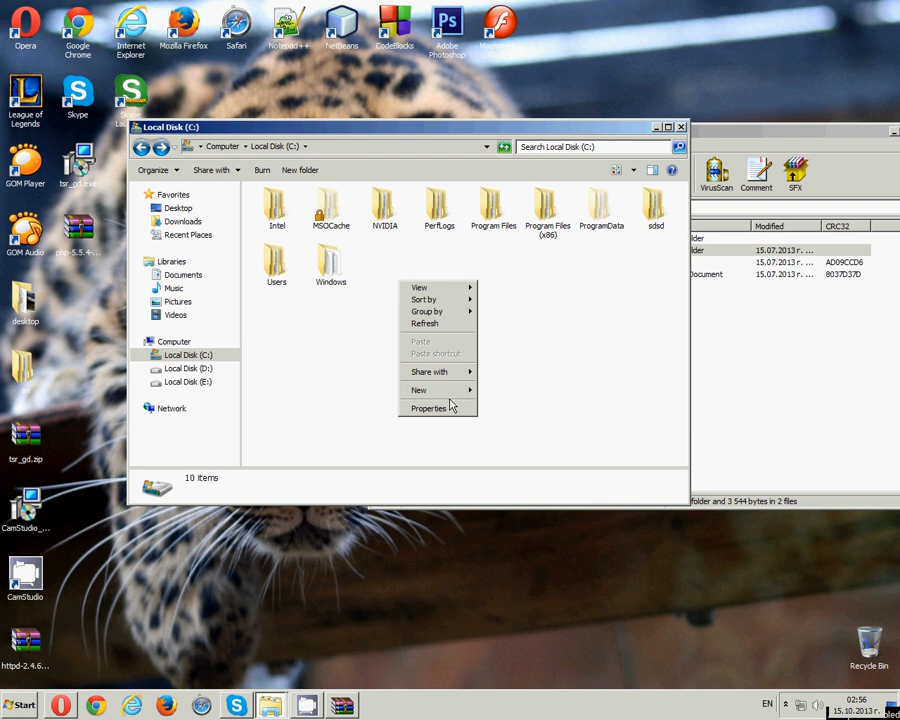 Opera
Google Chrome
Internet Explorer
Mozilla Firefox
Safari
Notepad++
NetBeans
CodeBlocks
Adobe Photoshop
League of Legends
Skype
GOM Player
tsr_gd.exe
GOM Audio
php-5.5.4-...
desktop
tsr_gd.zip
CamStudio_...
CamStudio
httpd-2.4.6...
Recycle Bin
Local Disk (C:)
Computer
Local Disk (C:)
Search Local Disk (C:)
Organize
Share with
Burn
New folder
Favorites
Desktop
Downloads
Recent Places
Libraries
Documents
Music
Pictures
Videos
Computer
Local Disk (C:)
Local Disk (D:)
Local Disk (E:)
Network
Intel
MSOCache
NVIDIA
PerfLogs
Program Files
Program Files (x86)
ProgramData
sdsd
Users
Windows
View
Sort by
Group by
Refresh
Paste
Paste shortcut
Share with
New
Properties
10 items
VirusScan
Comment
SFX
Modified
CRC32
lder
lder
15.07.2013 г. ...
15.07.2013 г. ...
AD09CCD6
Document
15.07.2013 г. ...
8037D37D
folder and 3 544 bytes in 2 files
Start
EN
02:56
15.10.2013 г.